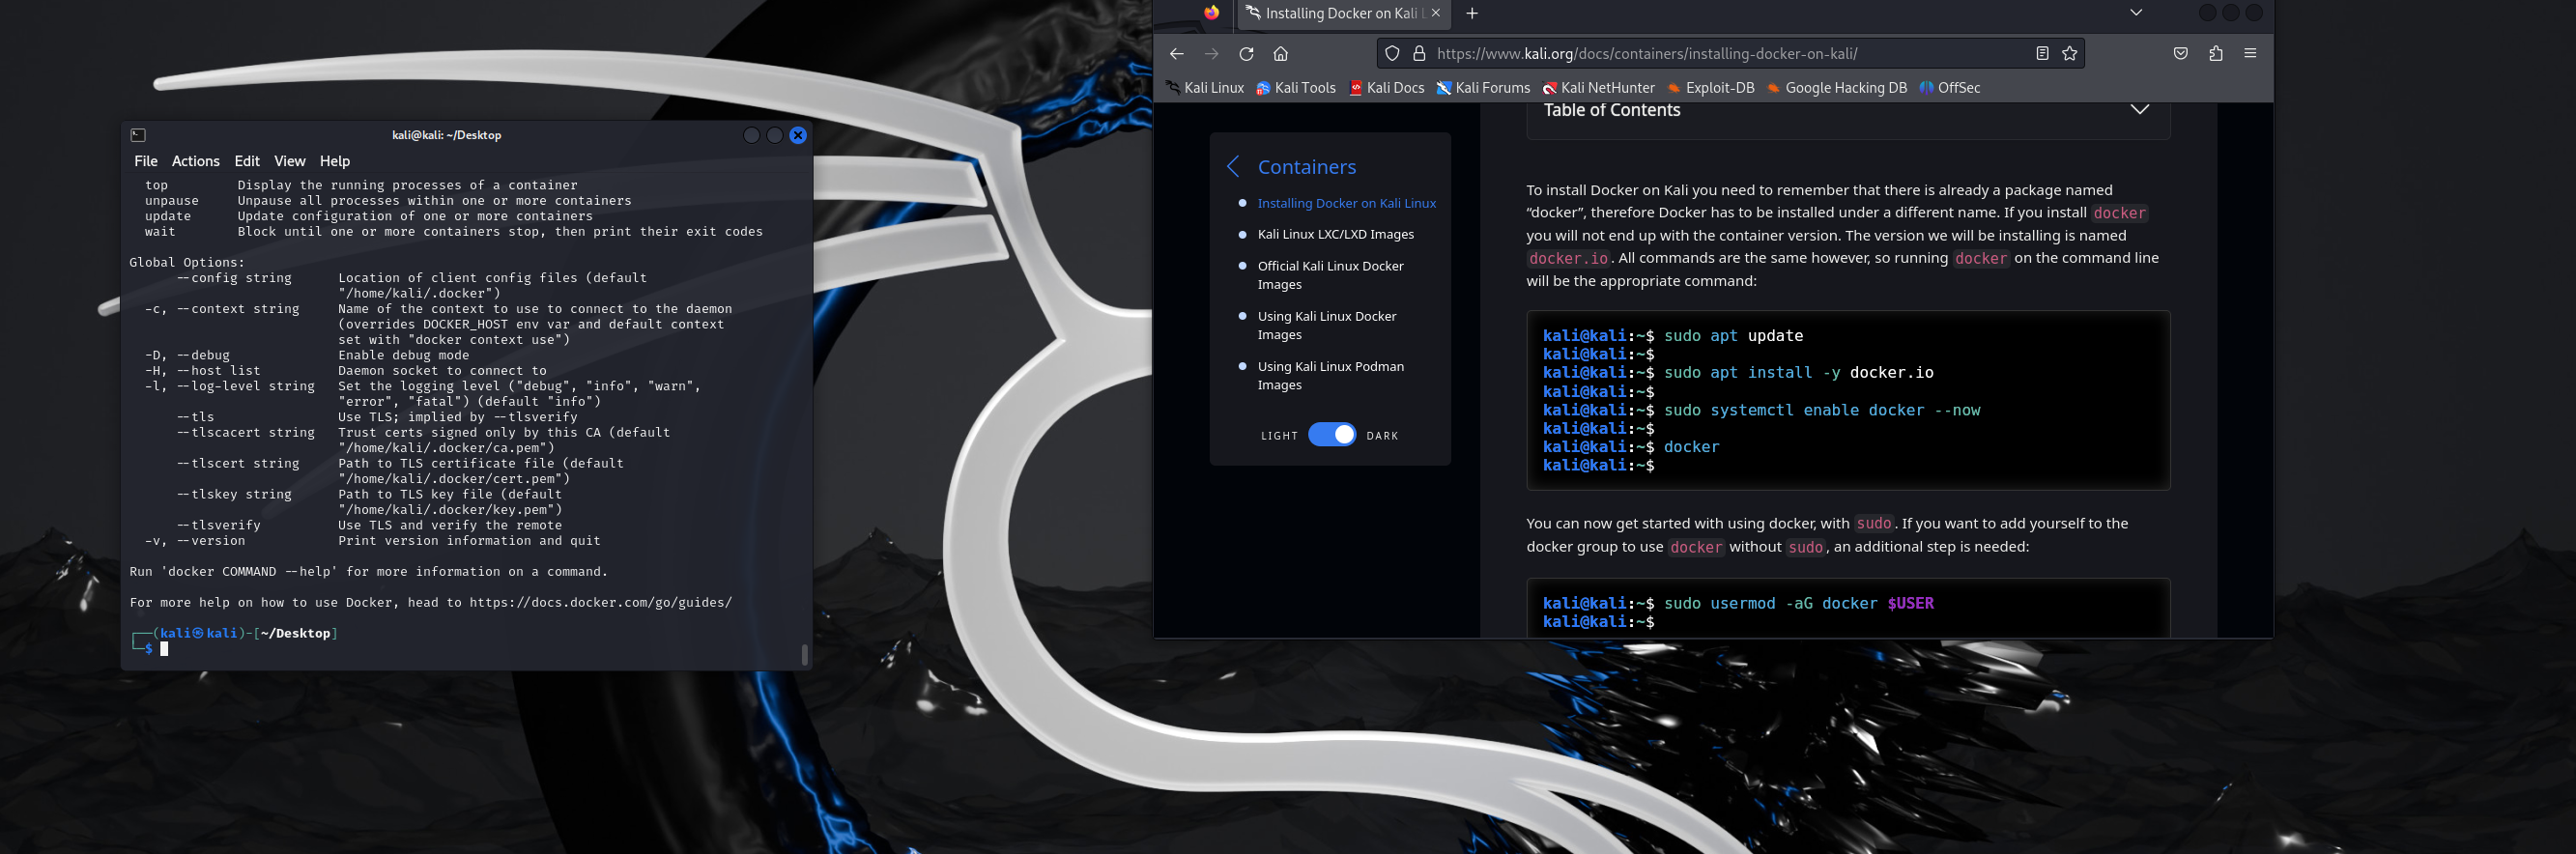 kali@kali: ~/Desktop
File Actions Edit View Help
top Display the running processes of a container
unpause Unpause all processes within one or more containers
update Update configuration of one or more containers
wait Block until one or more containers stop, then print their exit codes
Global Options:
--config string Location of client config files (default
"/home/kali/.docker")
-c, --context string Name of the context to use to connect to the daemon
(overrides DOCKER_HOST env var and default context
set with "docker context use")
-D, --debug Enable debug mode
-H, --host list Daemon socket to connect to
-l, --log-level string Set the logging level ("debug", "info", "warn",
"error", "fatal") (default "info")
--tls Use TLS; implied by --tlsverify
--tlscacert string Trust certs signed only by this CA (default
"/home/kali/.docker/ca.pem")
--tlscert string Path to TLS certificate file (default
"/home/kali/.docker/cert.pem")
--tlskey string Path to TLS key file (default
"/home/kali/.docker/key.pem")
--tlsverify Use TLS and verify the remote
-v, --version Print version information and quit
Run 'docker COMMAND --help' for more information on a command.
For more help on how to use Docker, head to https://docs.docker.com/go/guides/
┌──(kali㉿kali)-[~/Desktop]
└─$
Installing Docker on Kali L
https://www.kali.org/docs/containers/installing-docker-on-kali/
Kali Linux Kali Tools Kali Docs Kali Forums Kali NetHunter Exploit-DB Google Hacking DB OffSec
Containers
Installing Docker on Kali Linux
Kali Linux LXC/LXD Images
Official Kali Linux Docker
Images
Using Kali Linux Docker
Images
Using Kali Linux Podman
Images
LIGHT DARK
Table of Contents
To install Docker on Kali you need to remember that there is already a package named
“docker”, therefore Docker has to be installed under a different name. If you install docker
you will not end up with the container version. The version we will be installing is named
docker.io. All commands are the same however, so running docker on the command line
will be the appropriate command:
kali@kali:~$ sudo apt update
kali@kali:~$
kali@kali:~$ sudo apt install -y docker.io
kali@kali:~$
kali@kali:~$ sudo systemctl enable docker --now
kali@kali:~$
kali@kali:~$ docker
kali@kali:~$
You can now get started with using docker, with sudo. If you want to add yourself to the
docker group to use docker without sudo, an additional step is needed:
kali@kali:~$ sudo usermod -aG docker $USER
kali@kali:~$